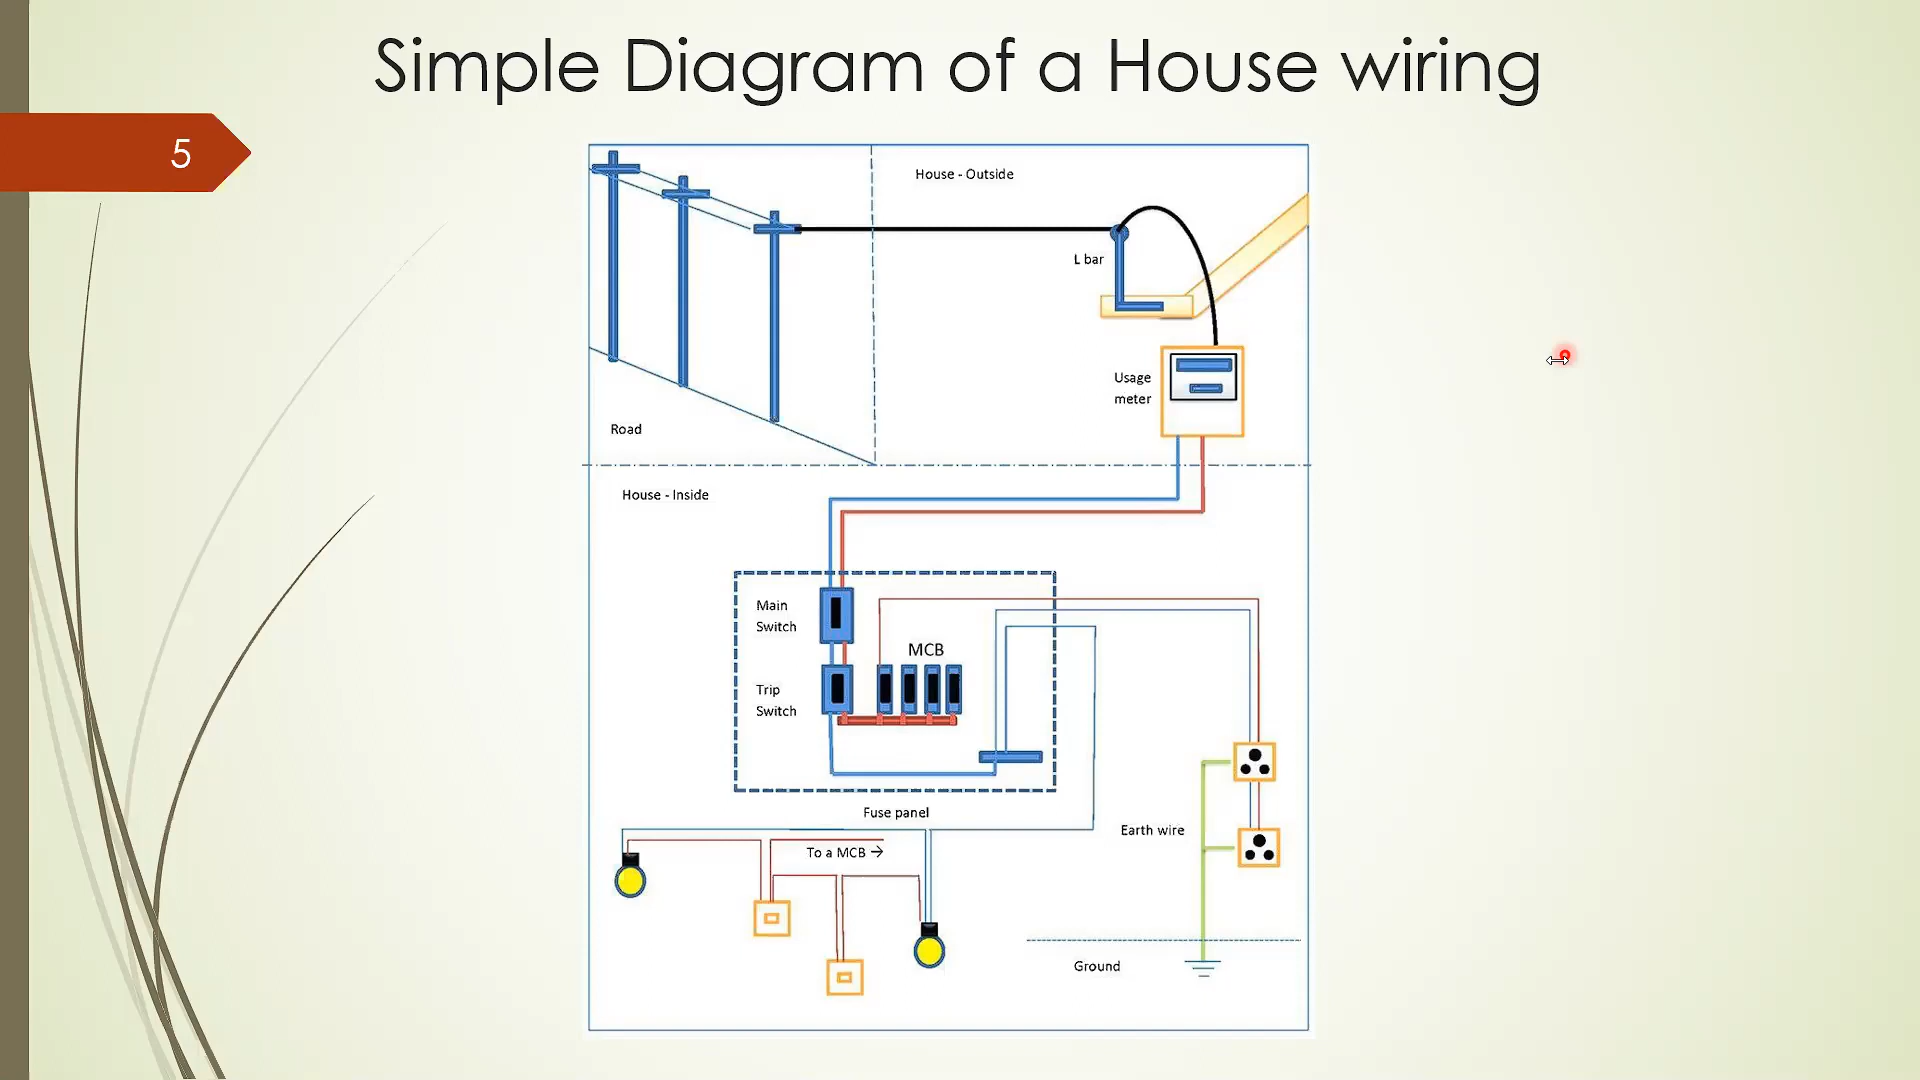 Simple Diagram of a House wiring
5
House - Outside
L bar
Usage
meter
Road
House - Inside
Main
Switch
MCB
Trip
Switch
Fuse panel
Earth wire
To a MCB →
Ground